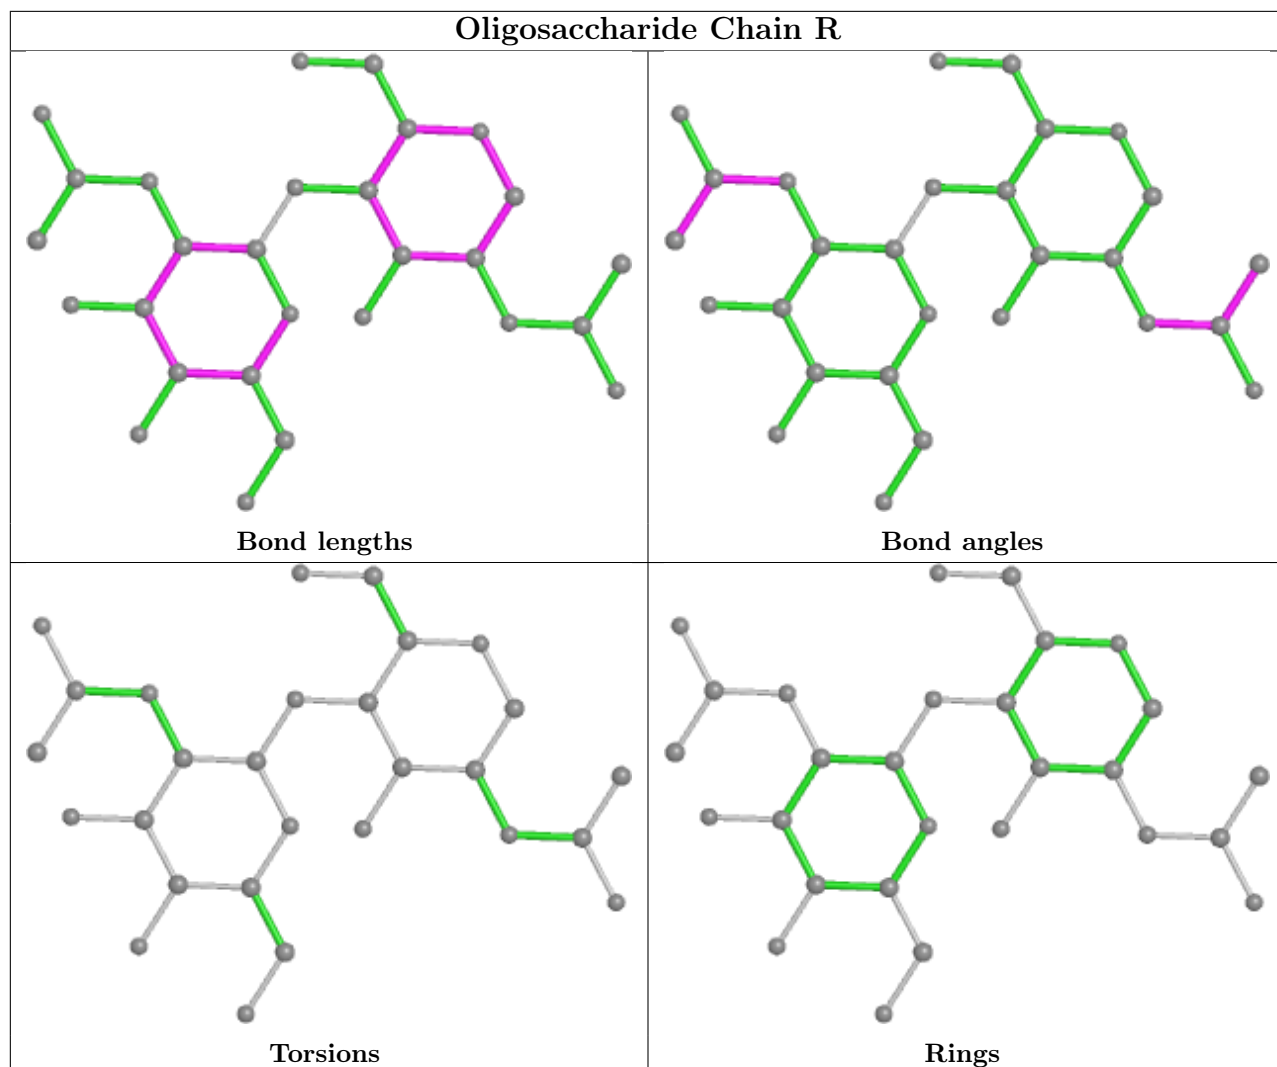 Oligosaccharide Chain R
Bond lengths
Bond angles
Torsions
Rings